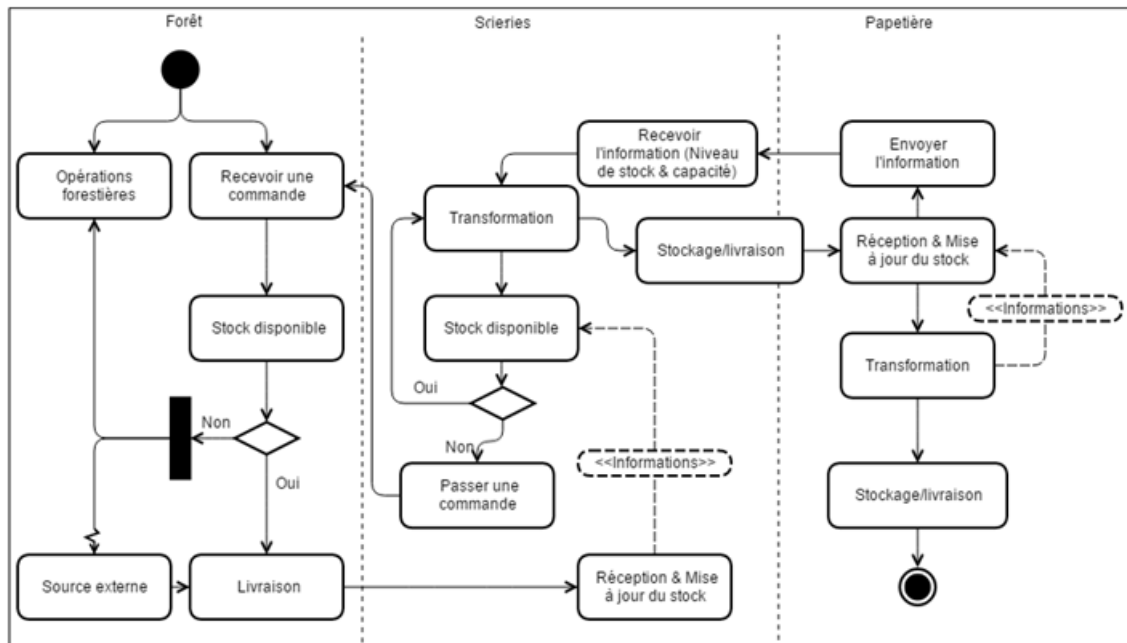 Forêt
Scieries
Papetière
Opérations
forestières
Recevoir une
commande
Recevoir
l'information (Niveau
de stock & capacité)
Envoyer
l'information
Transformation
Stockage/livraison
Réception & Mise
à jour du stock
Stock disponible
Stock disponible
<<Informations>>
Transformation
Oui
Non
Non
Oui
<<Informations>>
Passer une
commande
Stockage/livraison
Source externe
Livraison
Réception & Mise
à jour du stock